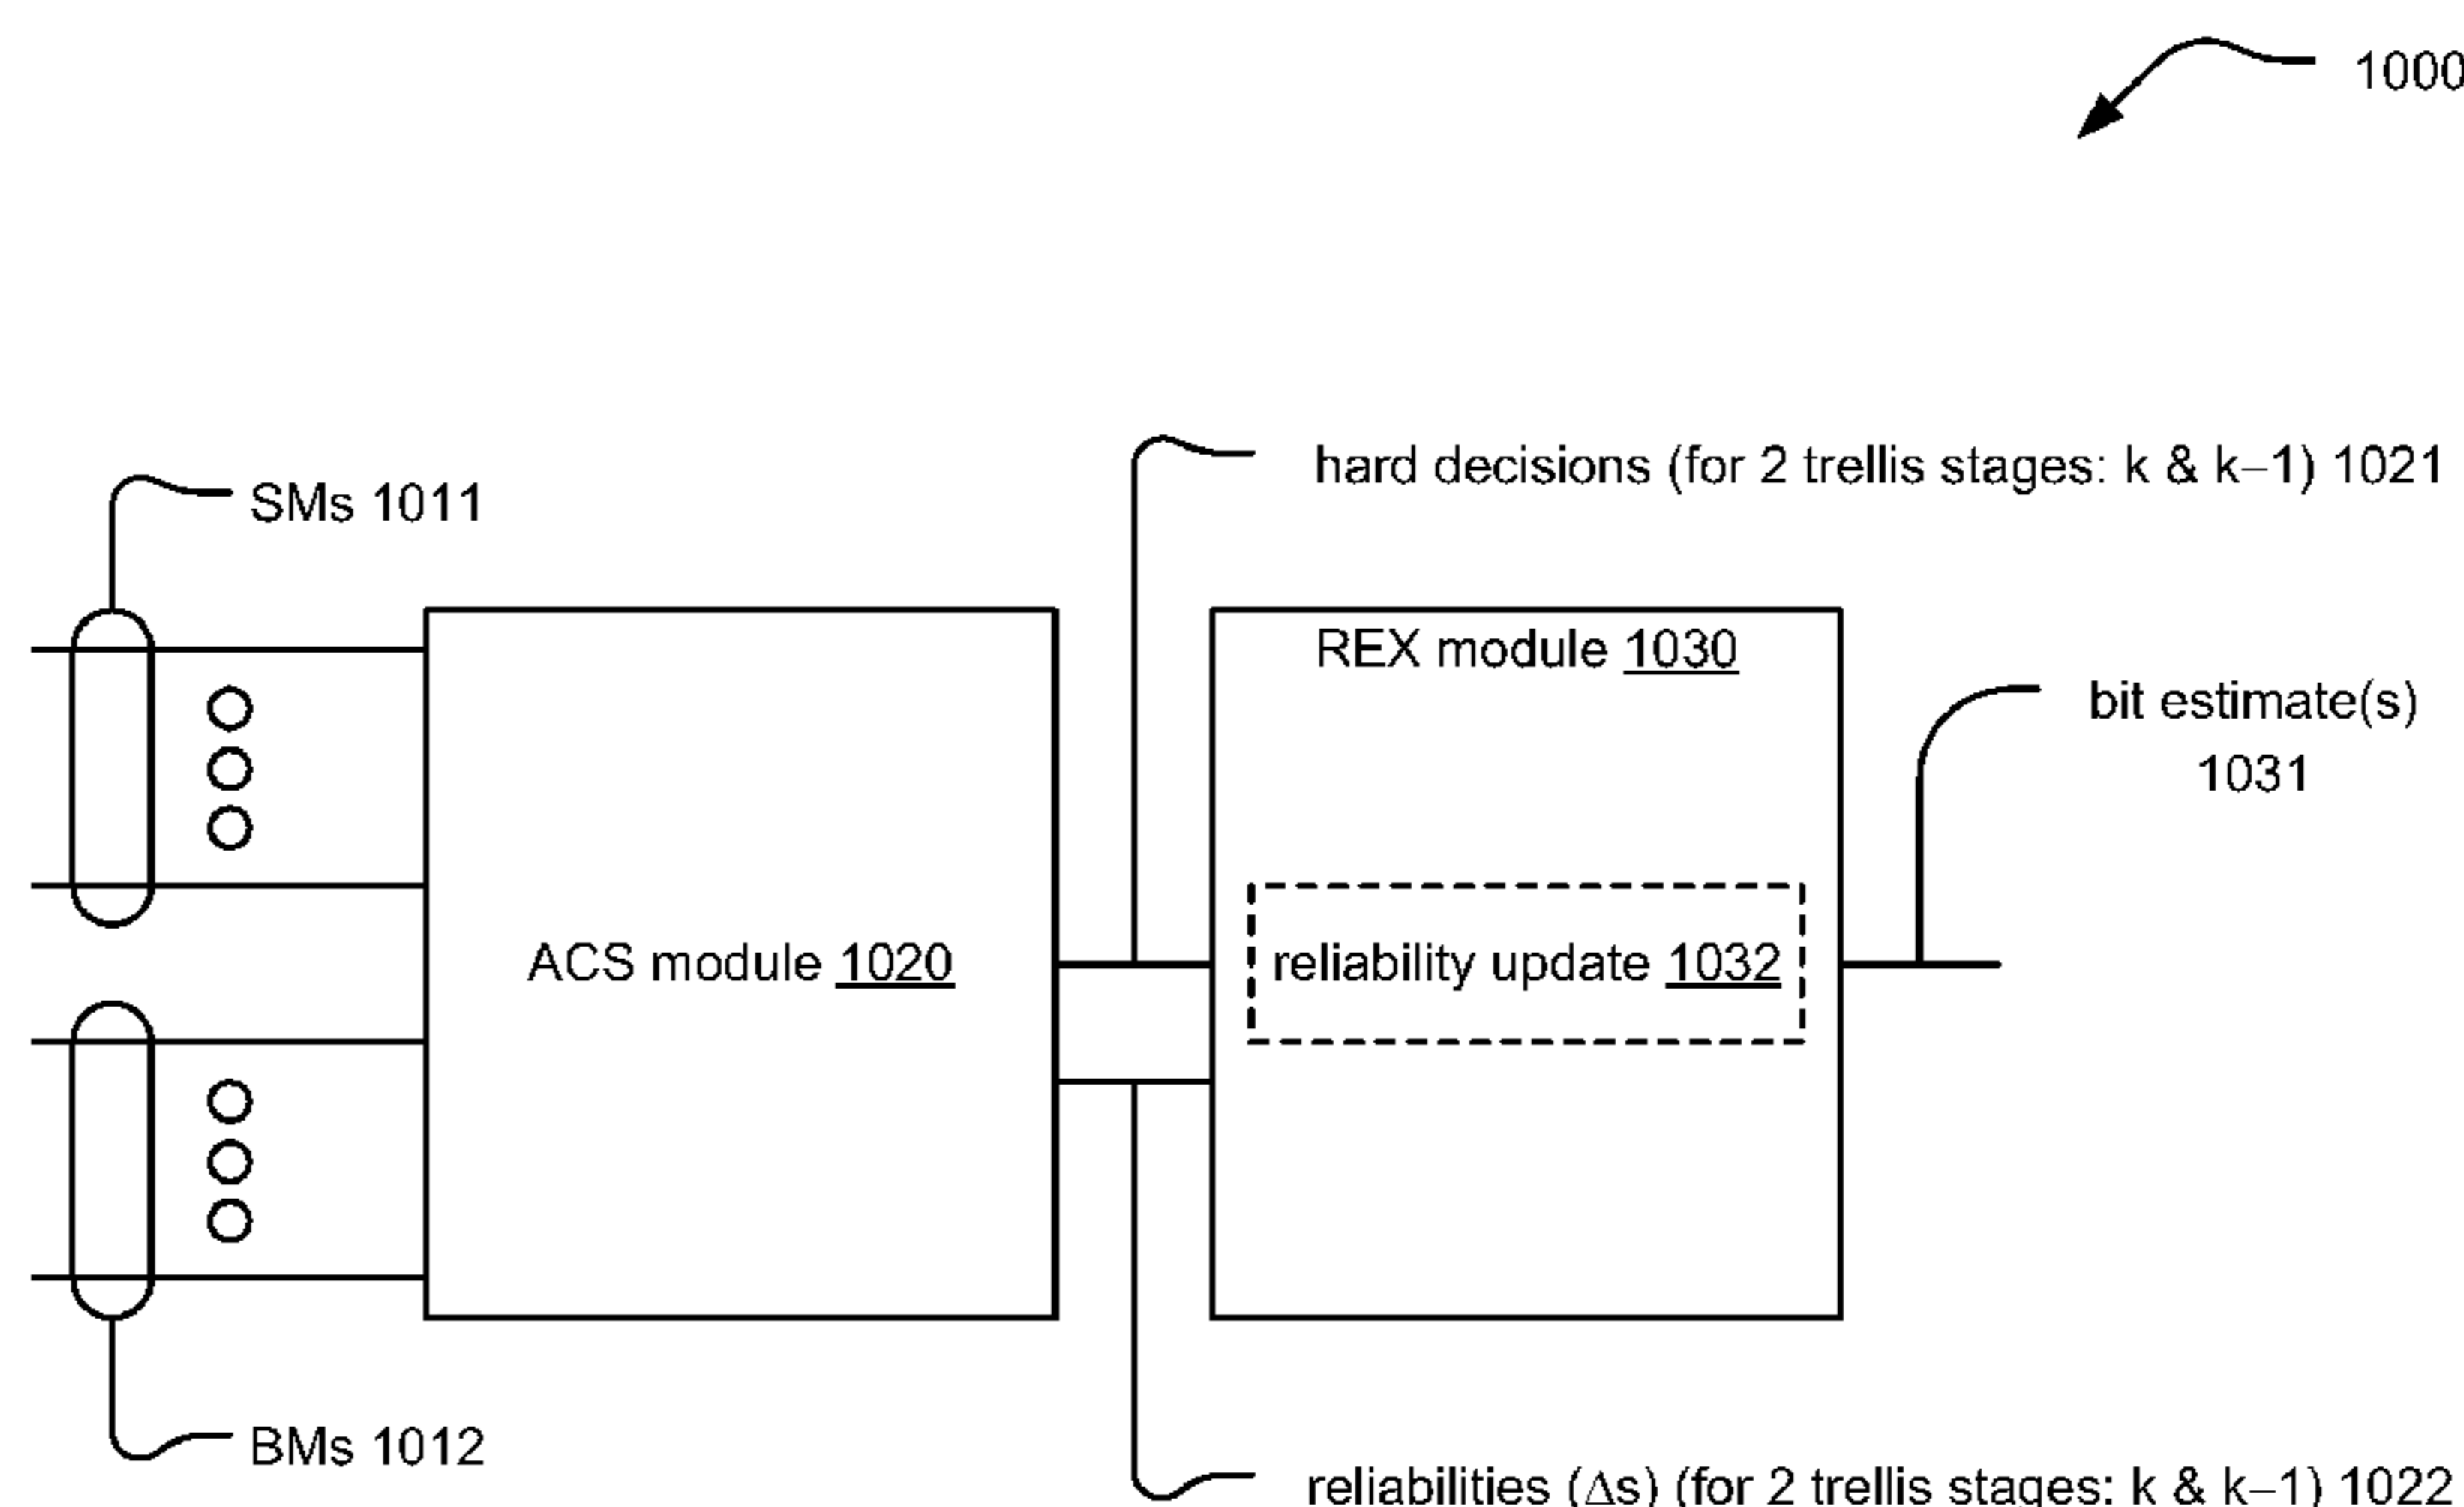 1000
hard decisions (for 2 trellis stages: k & k–1) 1021
SMs 1011
REX module 1030
bit estimate(s)
1031
ACS module 1020
reliability update 1032
BMs 1012
reliabilities (Δs) (for 2 trellis stages: k & k–1) 1022